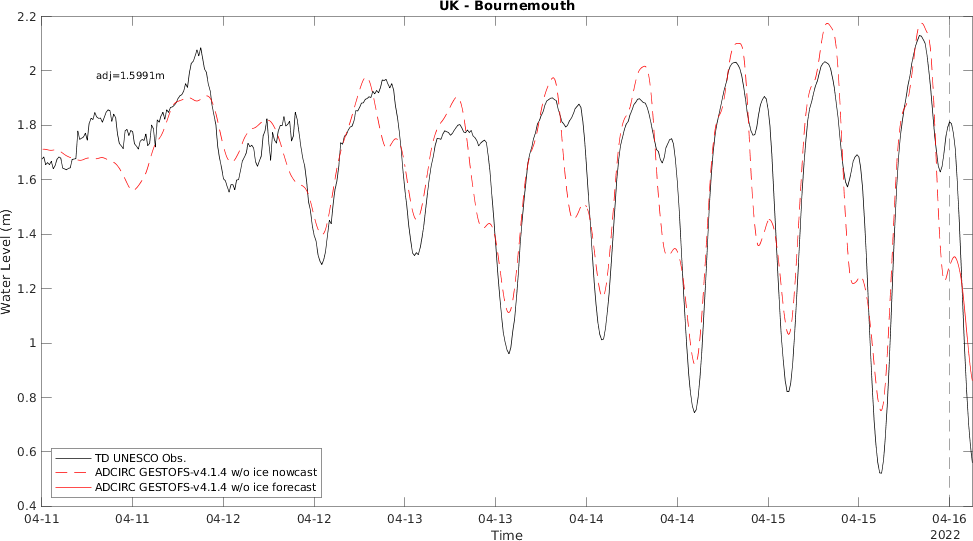 UK - Bournemouth
2.2
2
1.8
1.6
1.4
1.2
1
0.8
0.6
0.4
Water Level (m)
adj=1.5991m
TD UNESCO Obs.
ADCIRC GESTOFS-v4.1.4 w/o ice nowcast
ADCIRC GESTOFS-v4.1.4 w/o ice forecast
04-11 04-11 04-12 04-12 04-13 04-13 04-14 04-14 04-15 04-15 04-16
2022
Time